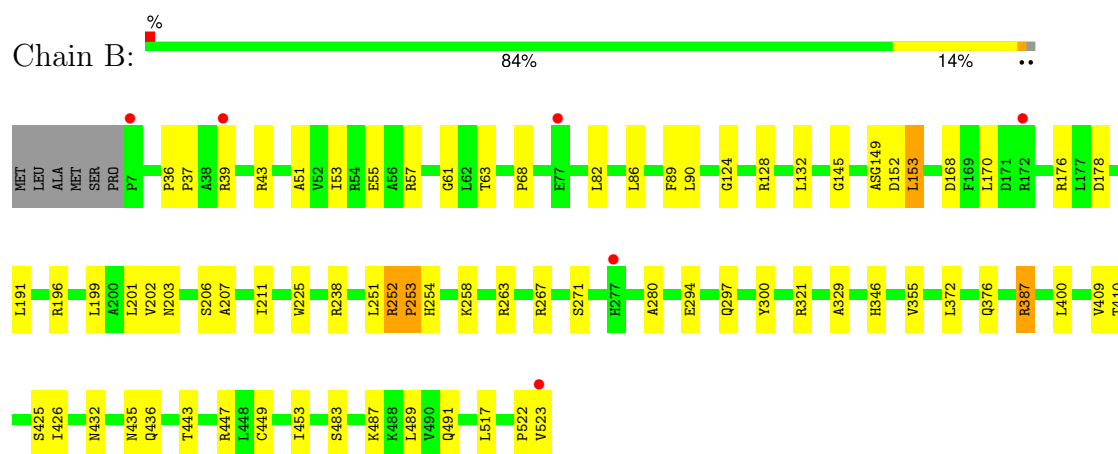 %
Chain B:
84% 14% ••
MET LEU ALA MET SER PRO P7 P36 P37 A38 R39 R43 A51 V52 I53 R54 E55 A56 R57 G61 L62 T63 P68 E77 L82 L86 F89 L90 G124 R128 L132 G145 ASG149 D152 L153 D168 F169 L170 D171 R172 R176 L177 D178
L191 R196 L199 A200 L201 V202 N203 S206 A207 I211 W225 R238 L251 R252 P253 H254 K258 R263 R267 S271 H277 A280 E294 Q297 Y300 R321 A329 H346 V355 L372 Q376 R387 L400 V409 T410
S425 I426 N432 N435 Q436 T443 R447 L448 C449 I453 S483 K487 K488 L489 V490 Q491 L517 P522 V523